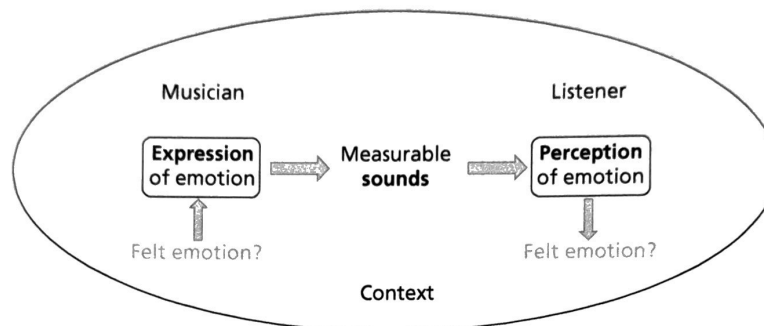 Musician
Listener
Expression
of emotion
Measurable
sounds
Perception
of emotion
Felt emotion?
Felt emotion?
Context